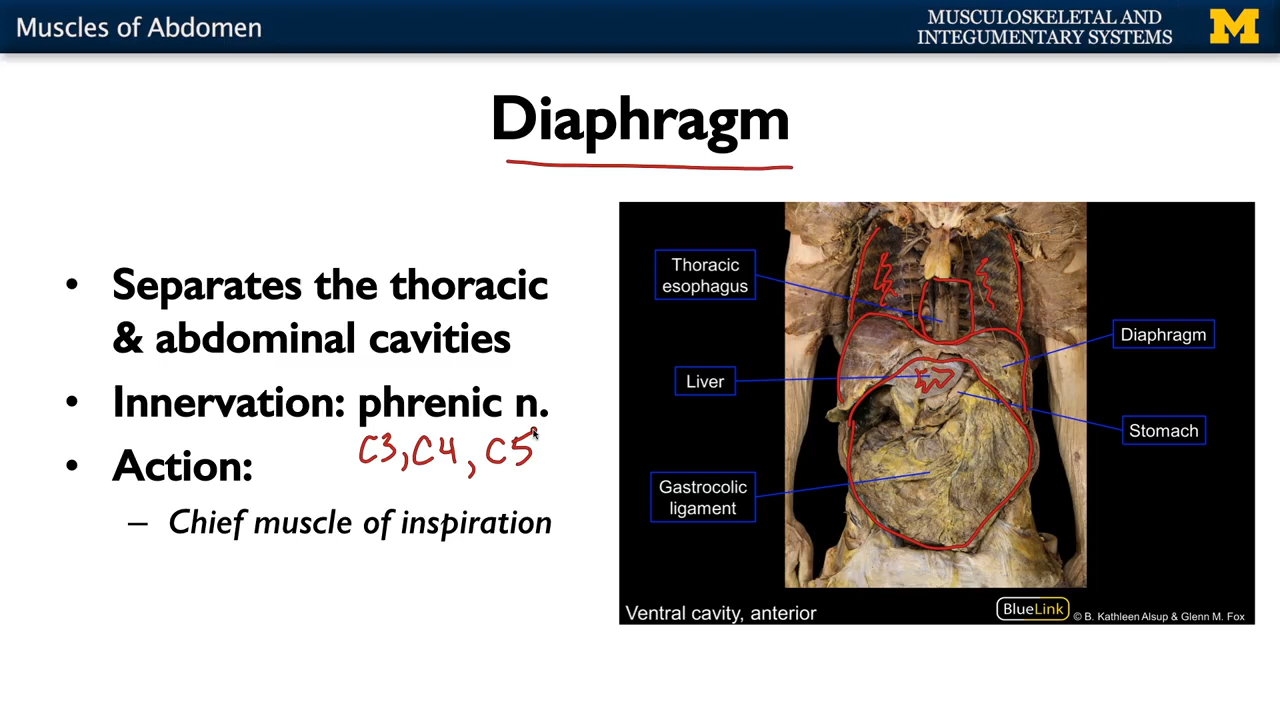 Muscles of Abdomen
MUSCULOSKELETAL AND
INTEGUMENTARY SYSTEMS
M
Diaphragm
• Separates the thoracic
& abdominal cavities
• Innervation: phrenic n.
C3, C4, C5
• Action:
– Chief muscle of inspiration
Thoracic
esophagus
Diaphragm
Liver
Stomach
Gastrocolic
ligament
Ventral cavity, anterior
BlueLink
© B. Kathleen Alsup & Glenn M. Fox